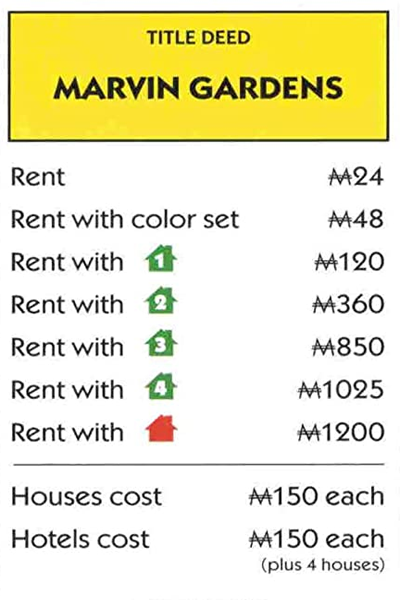 TITLE DEED
MARVIN GARDENS
Rent ₩24
Rent with color set ₩48
Rent with 1 ₩120
Rent with 2 ₩360
Rent with 3 ₩850
Rent with 4 ₩1025
Rent with ₩1200
Houses cost ₩150 each
Hotels cost ₩150 each
(plus 4 houses)